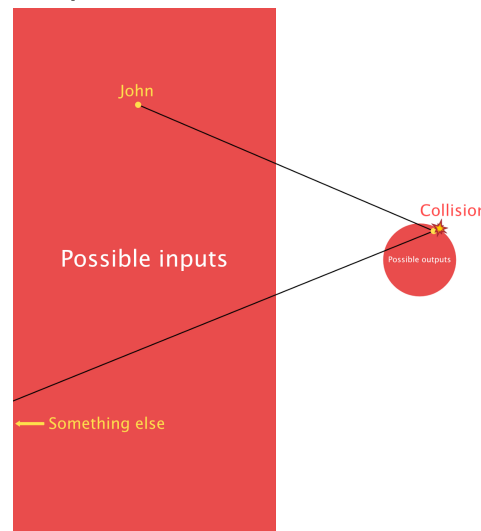 John
Collision
Possible inputs
Possible outputs
Something else